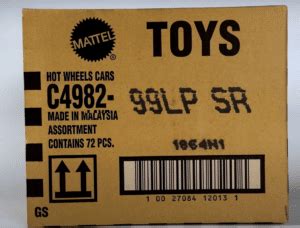 MATTEL
®
TOYS
HOT WHEELS CARS
C4982- 99LP SR
MADE IN MALAYSIA
ASSORTMENT
CONTAINS 72 PCS.
1864N1
1 00 27084 12013 1
GS